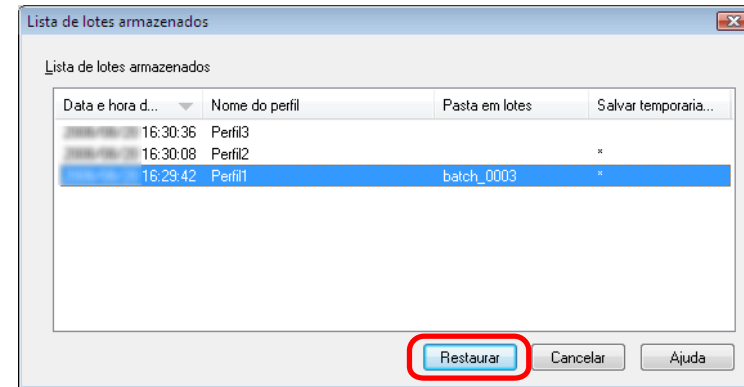 Lista de lotes armazenados
Lista de lotes armazenados
Data e hora d... Nome do perfil Pasta em lotes Salvar temporaria...
16:30:36 Perfil3
16:30:08 Perfil2 *
16:29:42 Perfil1 batch_0003 *
Restaurar Cancelar Ajuda